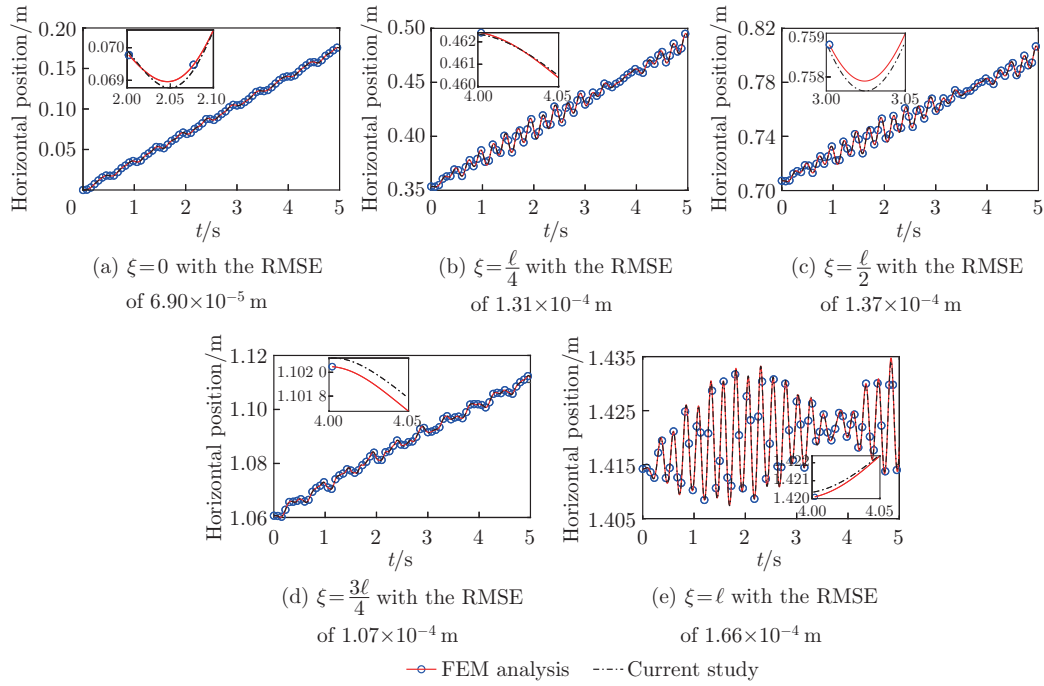 0.20
0.15
0.10
0.05
0 1 2 3 4 5
Horizontal position/m
t/s
0.070
0.069
2.00 2.05 2.10
(a) ξ=0 with the RMSE
of 6.90×10⁻⁵ m
0.50
0.45
0.40
0.35
0 1 2 3 4 5
Horizontal position/m
t/s
0.462
0.460
4.00 4.05
(b) ξ=ℓ/4 with the RMSE
of 1.31×10⁻⁴ m
0.82
0.78
0.74
0.70
0 1 2 3 4 5
Horizontal position/m
t/s
0.759
0.758
3.00 3.05
(c) ξ=ℓ/2 with the RMSE
of 1.37×10⁻⁴ m
1.12
1.10
1.08
1.06
0 1 2 3 4 5
Horizontal position/m
t/s
1.102 0
1.101 8
4.00 4.05
(d) ξ=3ℓ/4 with the RMSE
of 1.07×10⁻⁴ m
1.435
1.425
1.415
1.405
0 1 2 3 4 5
Horizontal position/m
t/s
1.422
1.421
1.420
4.00 4.05
(e) ξ=ℓ with the RMSE
of 1.66×10⁻⁴ m
FEM analysis Current study